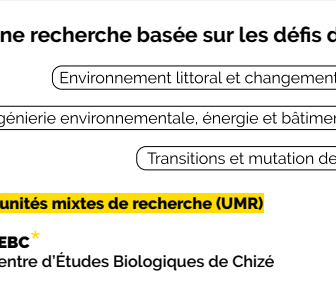 ne recherche basée sur les défis d
Environnement littoral et changement
génierie environnementale, énergie et bâtimen
Transitions et mutation de
unités mixtes de recherche (UMR)
EBC*
entre d'Études Biologiques de Chizé